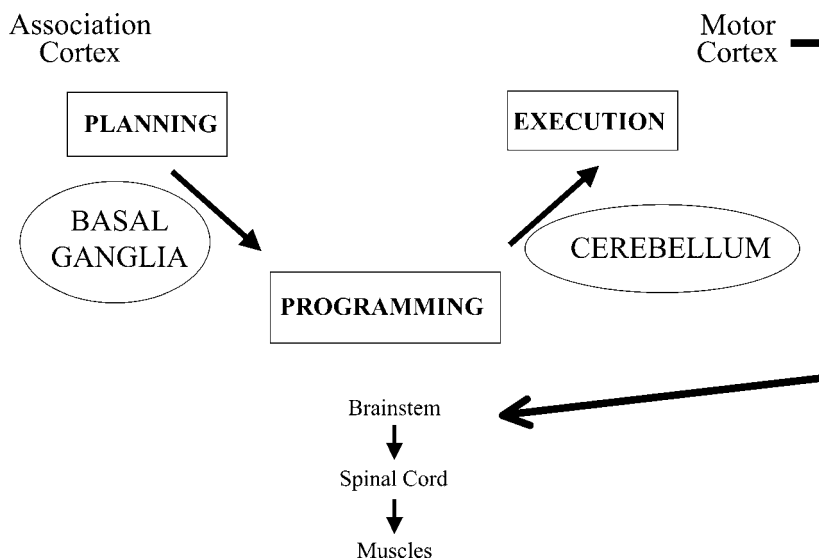 Association
Cortex
Motor
Cortex
PLANNING
EXECUTION
BASAL
GANGLIA
CEREBELLUM
PROGRAMMING
Brainstem
Spinal Cord
Muscles